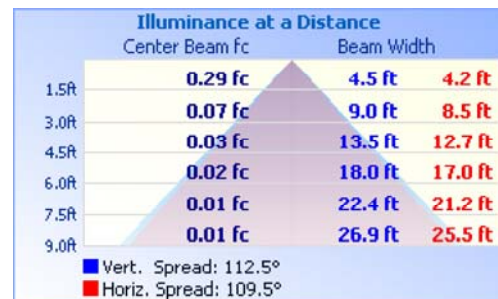 Illuminance at a Distance
Center Beam fc Beam Width
1.5ft 0.29 fc 4.5 ft 4.2 ft
3.0ft 0.07 fc 9.0 ft 8.5 ft
4.5ft 0.03 fc 13.5 ft 12.7 ft
6.0ft 0.02 fc 18.0 ft 17.0 ft
7.5ft 0.01 fc 22.4 ft 21.2 ft
9.0ft 0.01 fc 26.9 ft 25.5 ft
Vert. Spread: 112.5°
Horiz. Spread: 109.5°